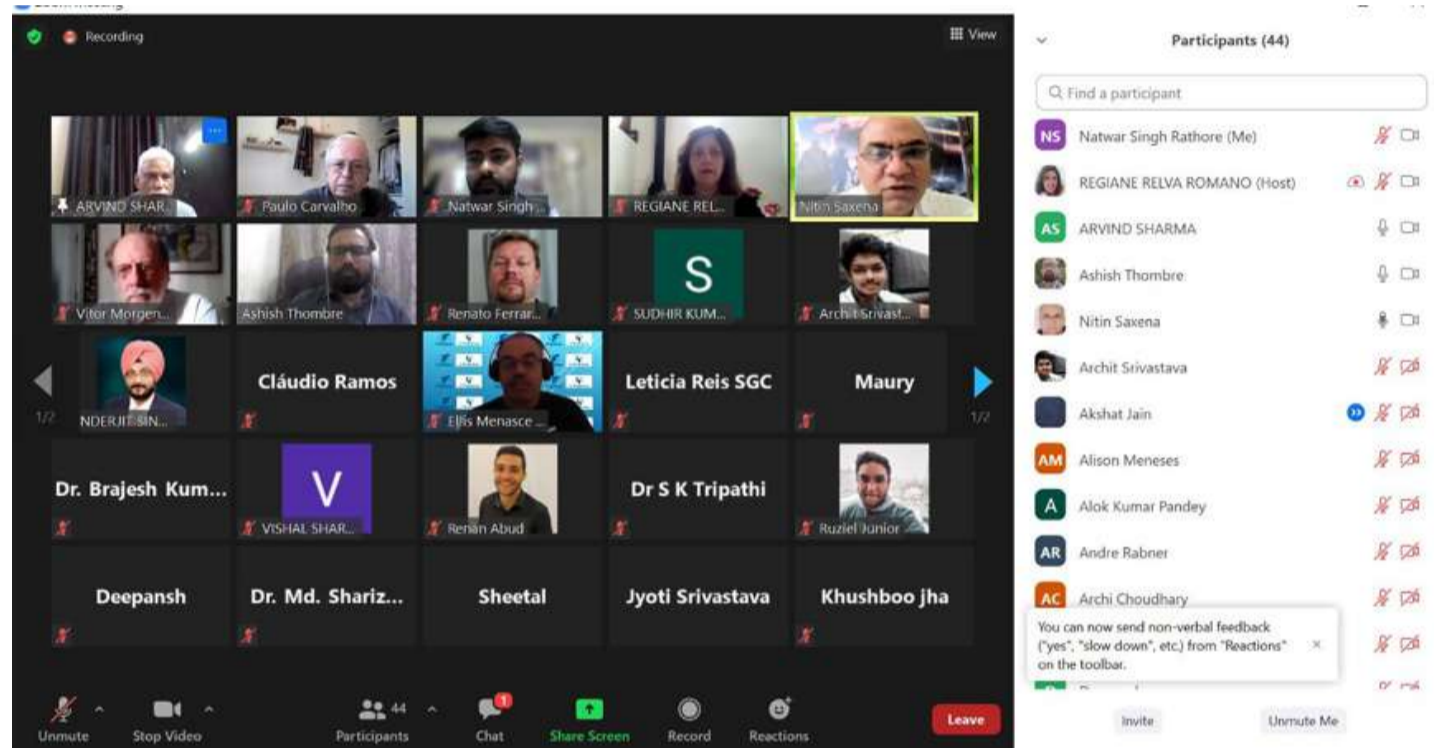 Recording
View
ARVIND SHAR...
Paulo Carvalho
Natwar Singh ...
REGIANE REL...
Nitin Saxena
Vitor Morgen...
Ashish Thombre
Renato Ferrar...
S
SUDHIR KUM...
Archit Srivast...
NDERJIT SIN...
Cláudio Ramos
Ellis Menasce ...
Leticia Reis SGC
Maury
1/2
1/2
Dr. Brajesh Kum...
V
VISHAL SHAR...
Renan Abud
Dr S K Tripathi
Ruziel Junior
Deepansh
Dr. Md. Shariz...
Sheetal
Jyoti Srivastava
Khushboo jha
Unmute
Stop Video
44
Participants
1
Chat
Share Screen
Record
Reactions
Leave
Participants (44)
Find a participant
NS Natwar Singh Rathore (Me)
REGIANE RELVA ROMANO (Host)
AS ARVIND SHARMA
Ashish Thombre
Nitin Saxena
Archit Srivastava
Akshat Jain
AM Alison Meneses
A Alok Kumar Pandey
AR Andre Rabner
AC Archi Choudhary
You can now send non-verbal feedback
("yes", "slow down", etc.) from "Reactions"
on the toolbar.
Invite
Unmute Me